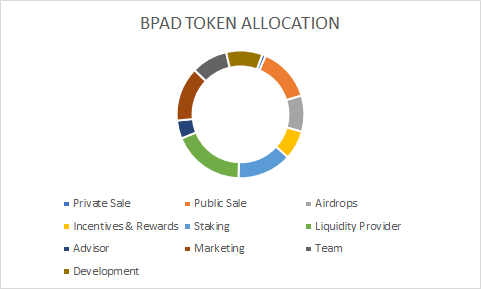 BPAD TOKEN ALLOCATION
Private Sale Public Sale Airdrops
Incentives & Rewards Staking Liquidity Provider
Advisor Marketing Team
Development